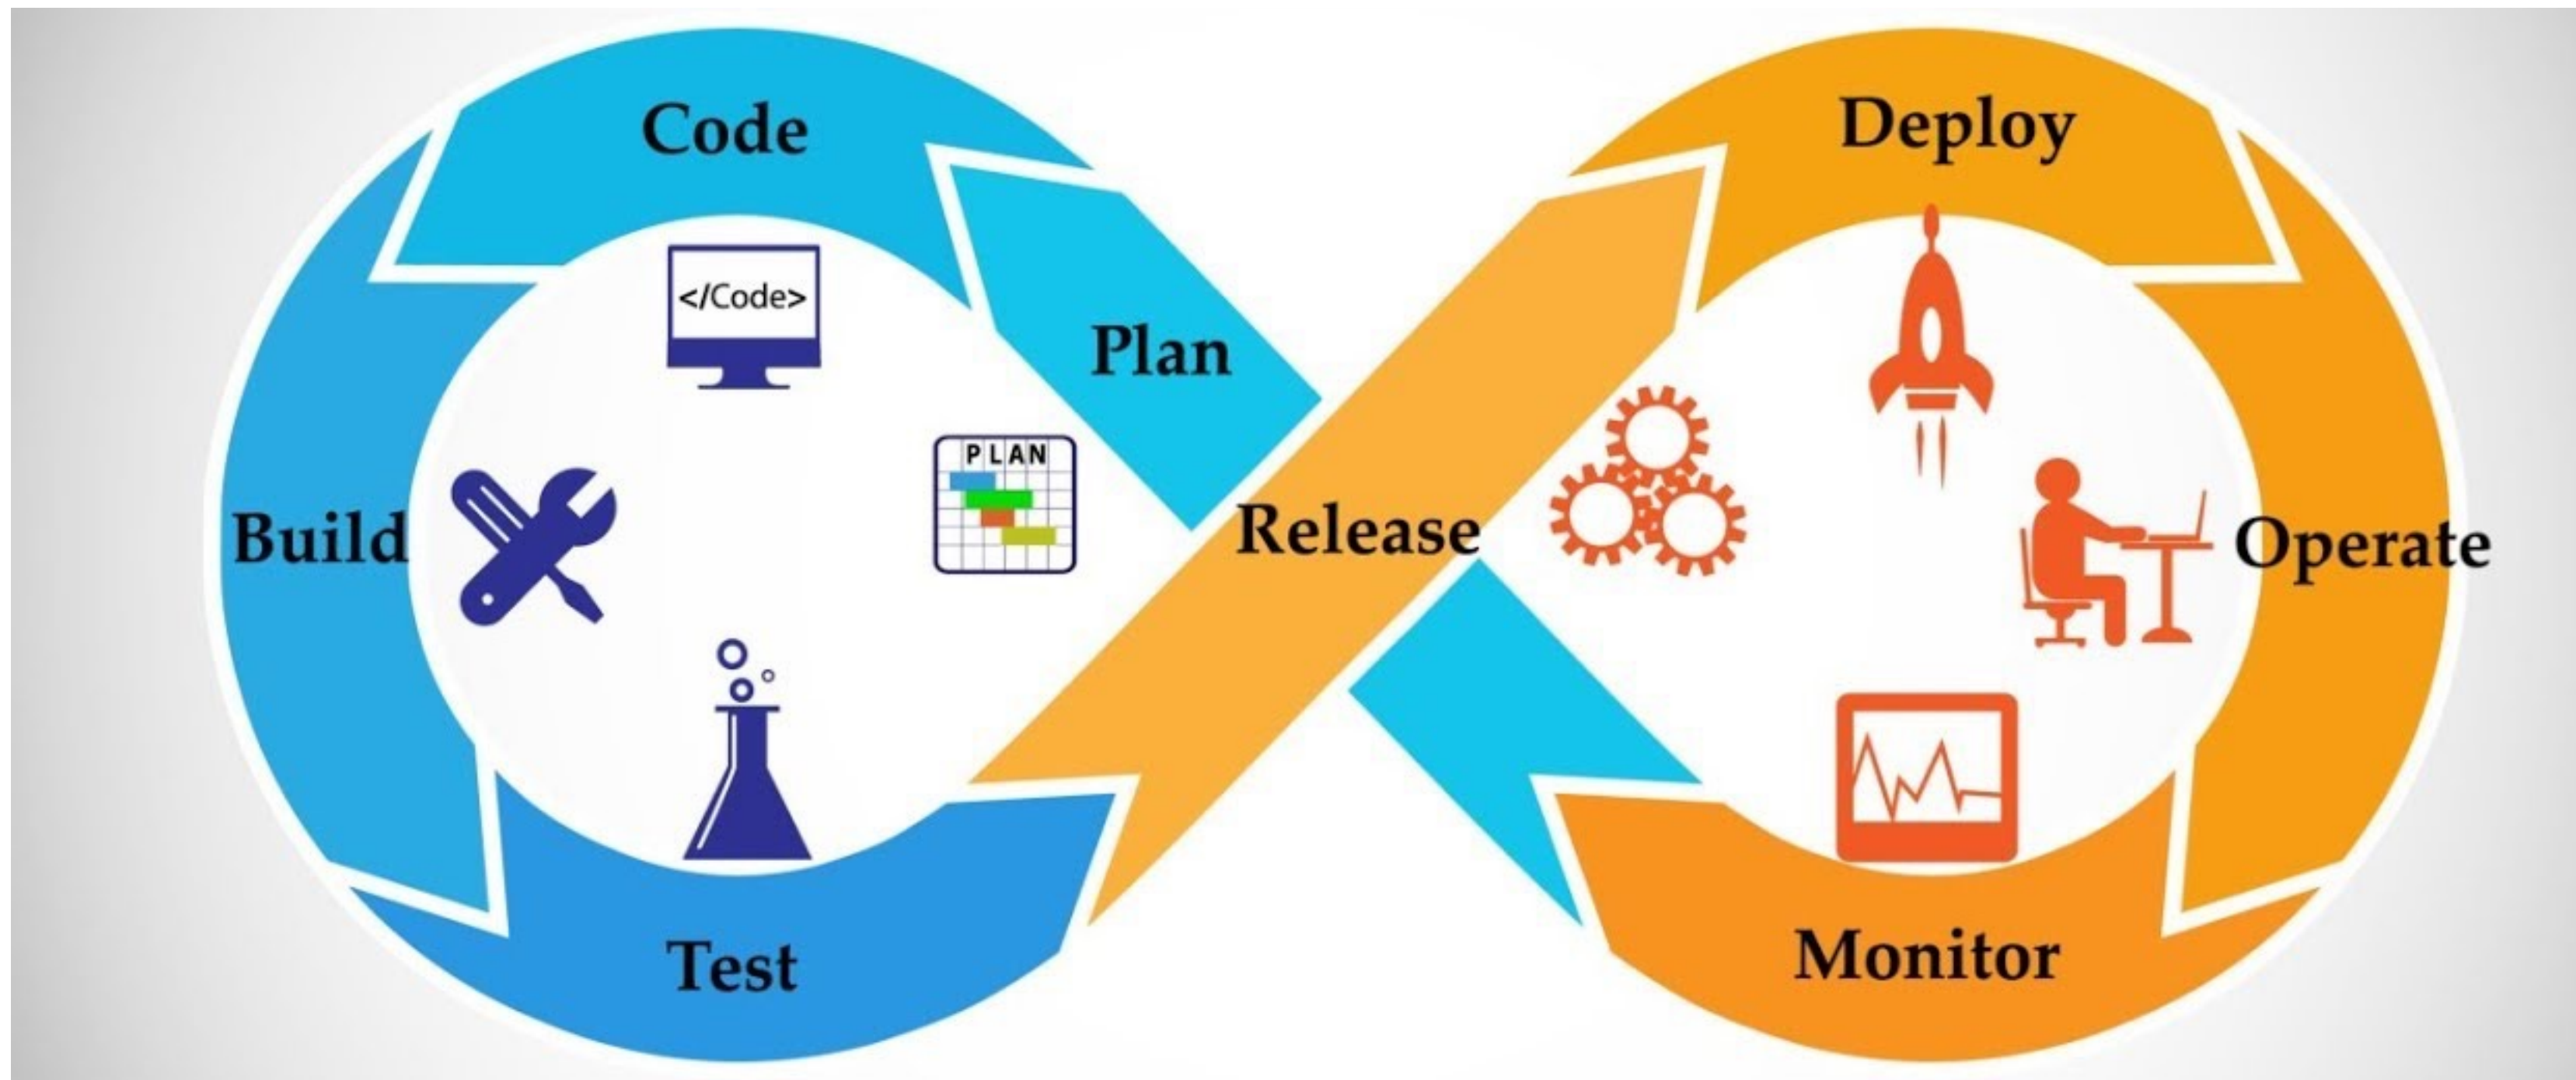 Code
Deploy
</Code>
Plan
PLAN
Release
Build
Operate
Test
Monitor